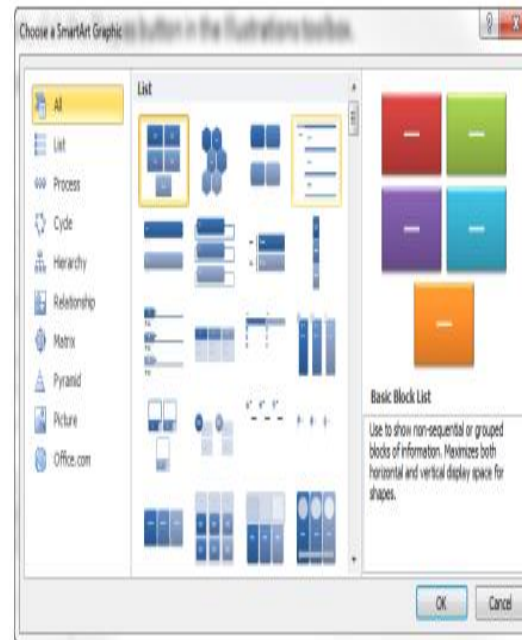 Choose a SmartArt Graphic
button in the Illustrations toolbox.
All
List
Process
Cycle
Hierarchy
Relationship
Matrix
Pyramid
Picture
Office.com
List
Basic Block List
Use to show non-sequential or grouped
blocks of information. Maximizes both
horizontal and vertical display space for
shapes.
OK
Cancel